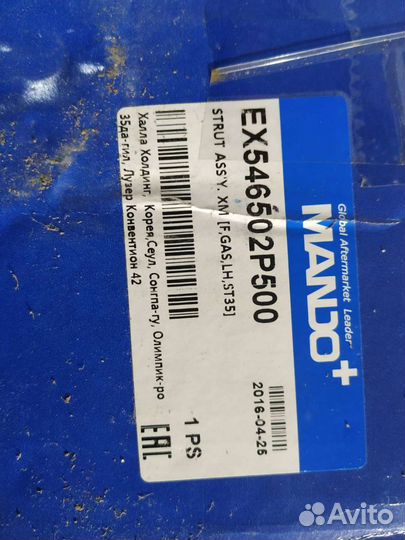 Global Aftermarket Leader
MANDO+
EX546502P500
STRUT ASS'Y. XM [F,GAS,LH,ST35]
2016-04-25
1 PS
Халла Холдинг, Корея,Сеул, Сонгпа-гу, Олимпик-ро
35да-гил, Лузер Конвентион 42
EAC
Avito